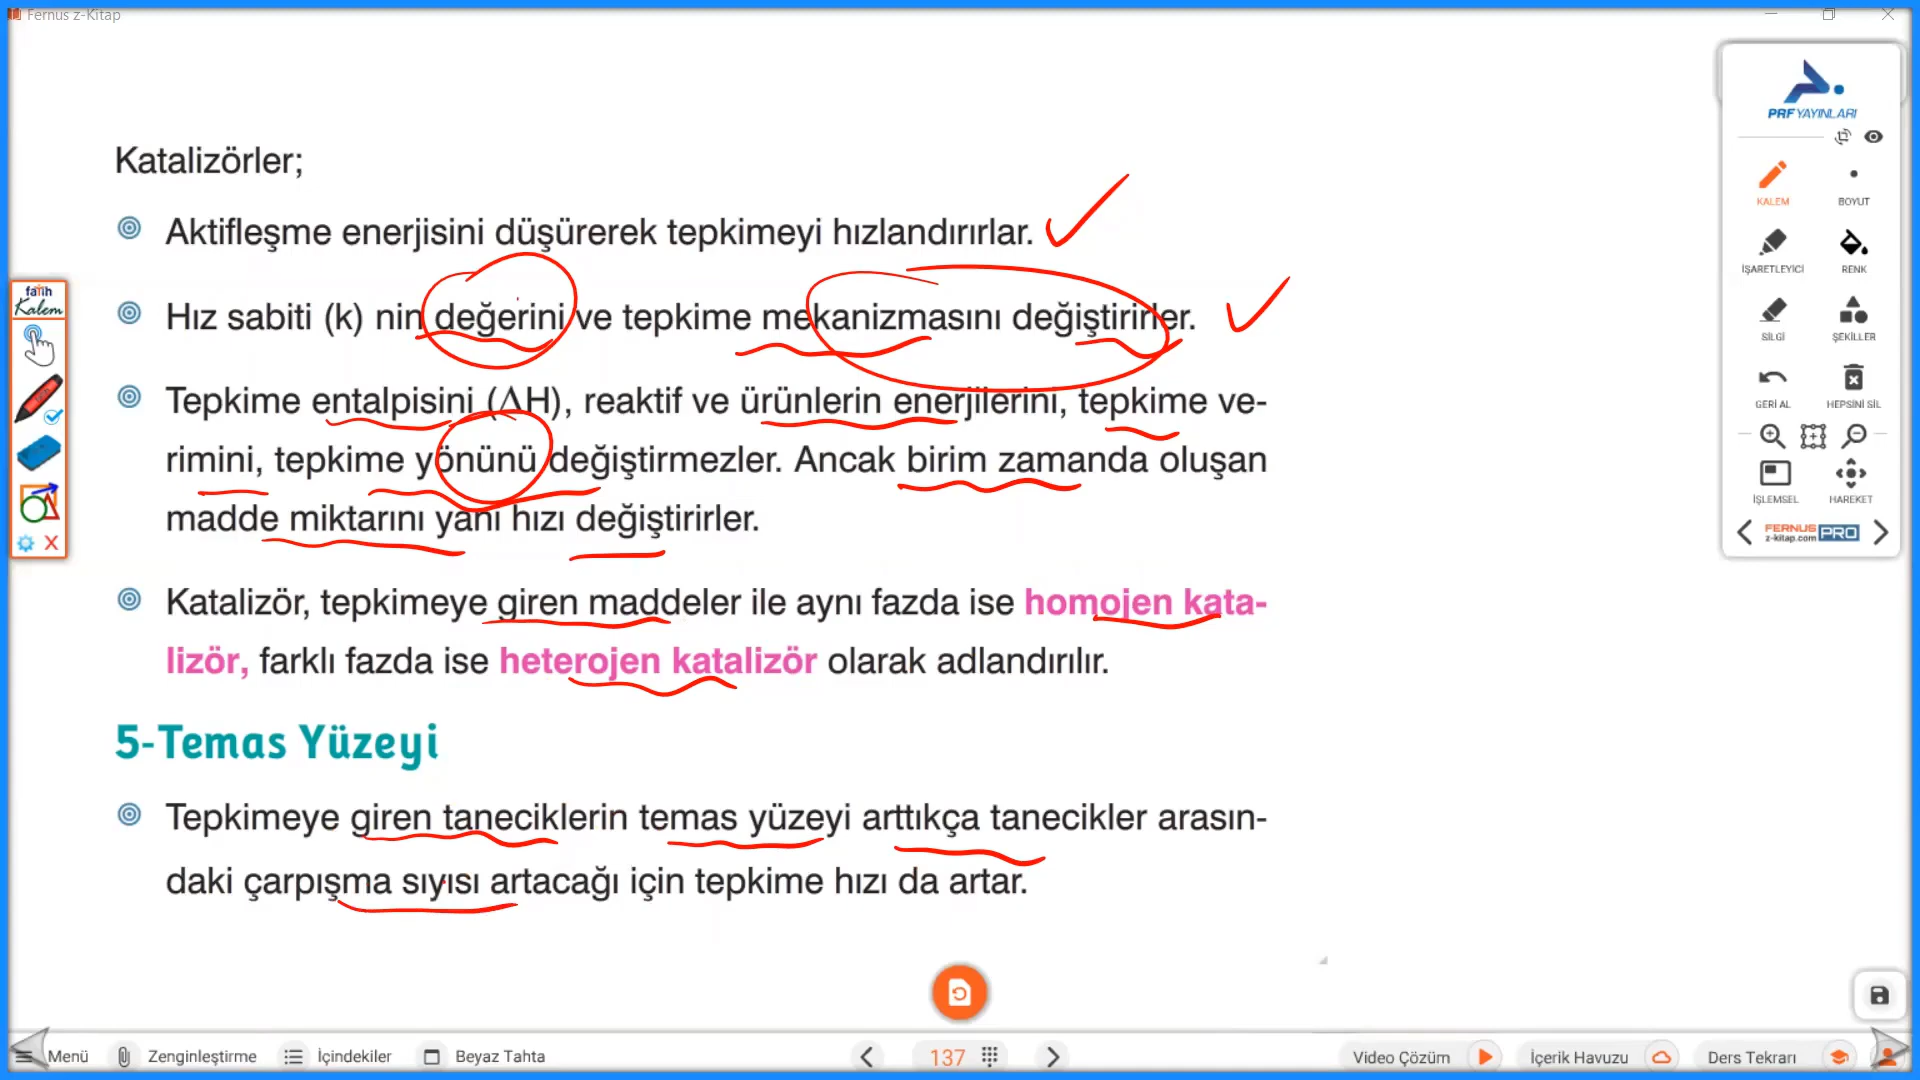 Fernus z-Kitap
Katalizörler;
Aktifleşme enerjisini düşürerek tepkimeyi hızlandırırlar.
Hız sabiti (k) nin değerini ve tepkime mekanizmasını değiştirirler.
Tepkime entalpisini (ΔH), reaktif ve ürünlerin enerjilerini, tepkime ve-
rimini, tepkime yönünü değiştirmezler. Ancak birim zamanda oluşan
madde miktarını yani hızı değiştirirler.
Katalizör, tepkimeye giren maddeler ile aynı fazda ise homojen kata-
lizör, farklı fazda ise heterojen katalizör olarak adlandırılır.
5-Temas Yüzeyi
Tepkimeye giren taneciklerin temas yüzeyi arttıkça tanecikler arasın-
daki çarpışma sıyısı artacağı için tepkime hızı da artar.
fatih
Kalem
PRF YAYINLARI
KALEM BOYUT
İŞARETLEYİCİ RENK
SİLGİ ŞEKİLLER
GERİ AL HEPSİNİ SİL
İŞLEMSEL HAREKET
FERNUS
z-kitap.com PRO
Menü Zenginleştirme İçindekiler Beyaz Tahta 137 Video Çözüm İçerik Havuzu Ders Tekrarı